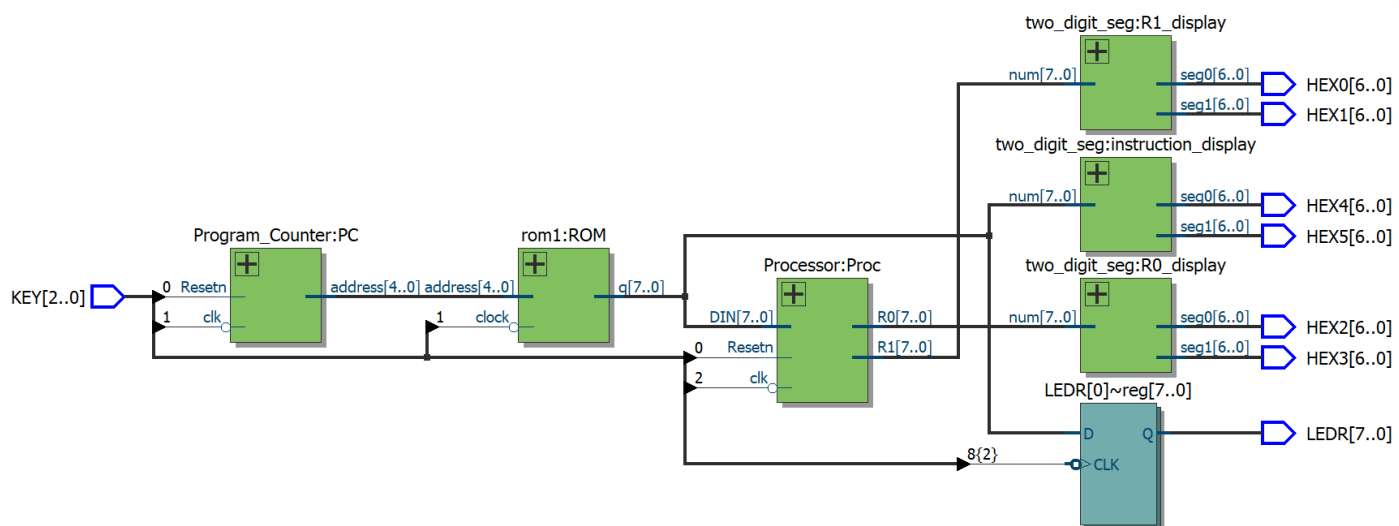 two_digit_seg:R1_display
num[7..0]
seg0[6..0]
HEX0[6..0]
seg1[6..0]
HEX1[6..0]
two_digit_seg:instruction_display
num[7..0]
seg0[6..0]
HEX4[6..0]
seg1[6..0]
HEX5[6..0]
Program_Counter:PC
rom1:ROM
Processor:Proc
two_digit_seg:R0_display
KEY[2..0]
0
Resetn
address[4..0]
address[4..0]
q[7..0]
1
clk
1
clock
DIN[7..0]
R0[7..0]
num[7..0]
seg0[6..0]
HEX2[6..0]
0
Resetn
R1[7..0]
seg1[6..0]
HEX3[6..0]
2
clk
LEDR[0]~reg[7..0]
D
Q
LEDR[7..0]
8{2}
CLK